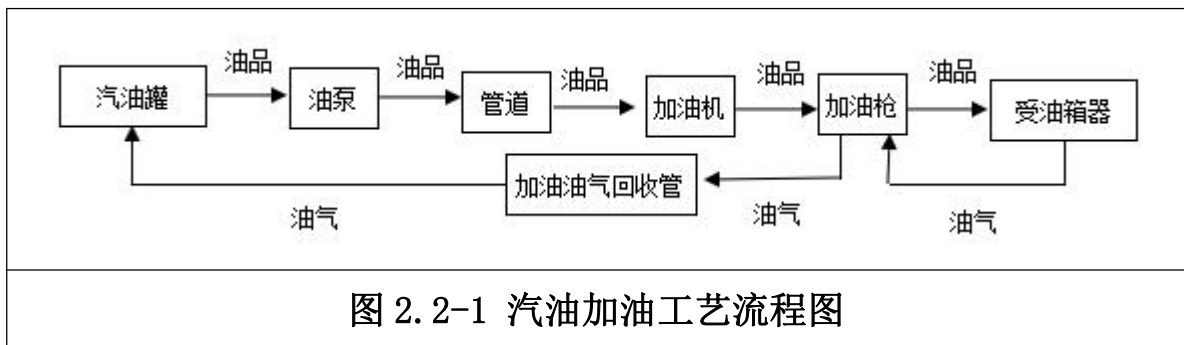 油品 油品 油品 油品 油品
汽油罐 油泵 管道 加油机 加油枪 受油箱器
加油油气回收管
油气 油气 油气
图 2.2-1 汽油加油工艺流程图